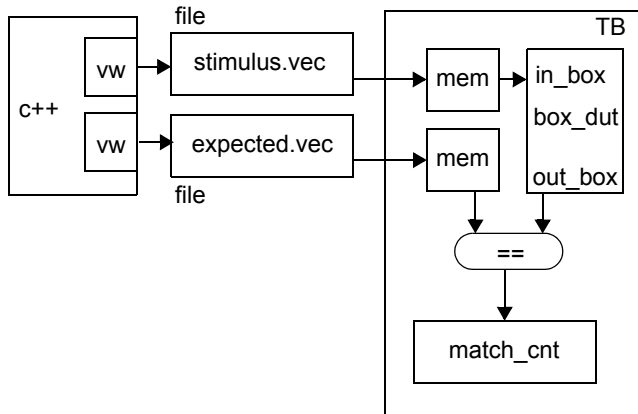 file
TB
vw
stimulus.vec
mem
in_box
c++
box_dut
vw
expected.vec
mem
out_box
file
==
match_cnt